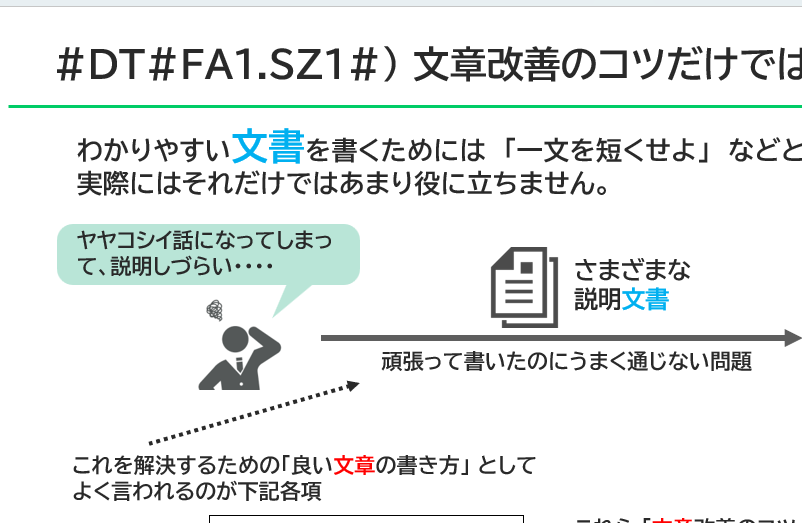 #DT#FA1.SZ1#) 文章改善のコツだけでは
わかりやすい文書を書くためには「一文を短くせよ」などと
実際にはそれだけではあまり役に立ちません。
ヤヤコシイ話になってしまっ
て、説明しづらい・・・・
さまざまな
説明文書
頑張って書いたのにうまく通じない問題
これを解決するための「良い文章の書き方」として
よく言われるのが下記各項